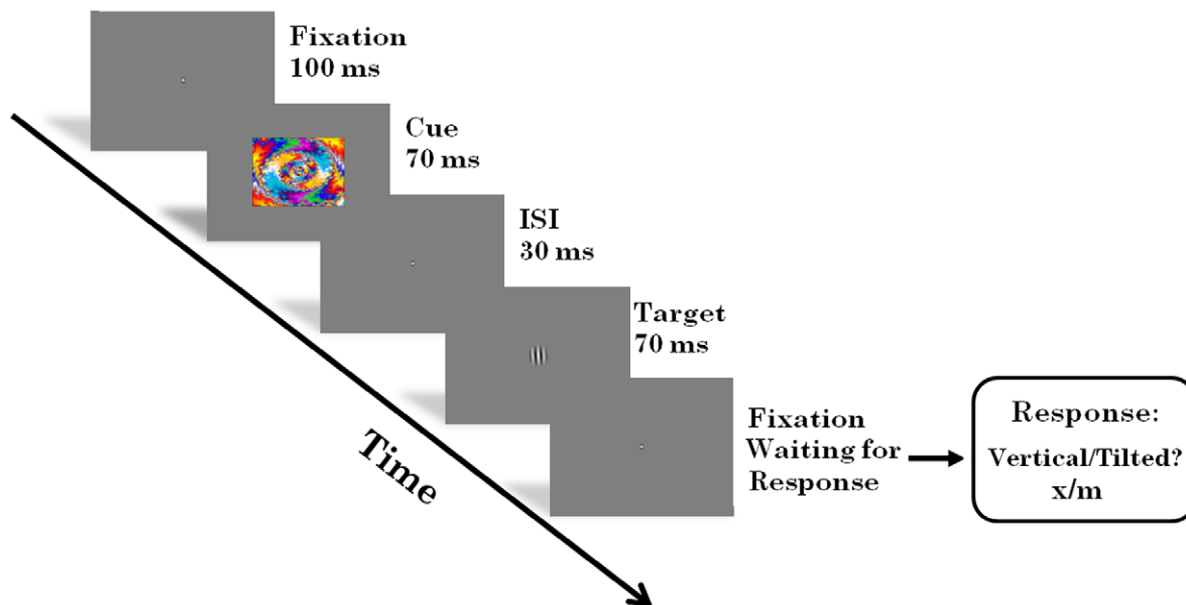 Fixation
100 ms
Cue
70 ms
ISI
30 ms
Target
70 ms
Fixation
Waiting for
Response
Response:
Vertical/Tilted?
x/m
Time